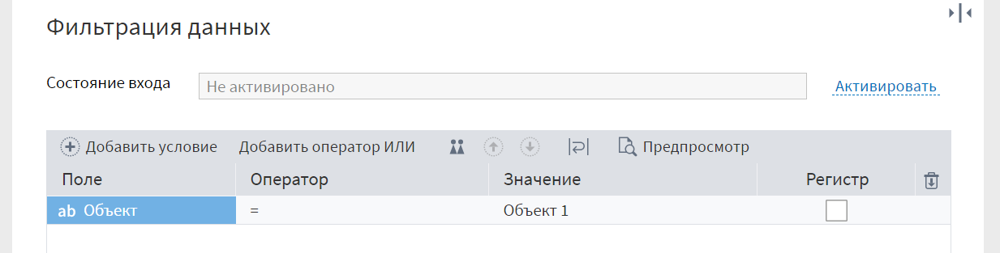 Фильтрация данных
Состояние входа Не активировано Активировать
Добавить условие Добавить оператор ИЛИ Предпросмотр
Поле Оператор Значение Регистр
ab Объект = Объект 1